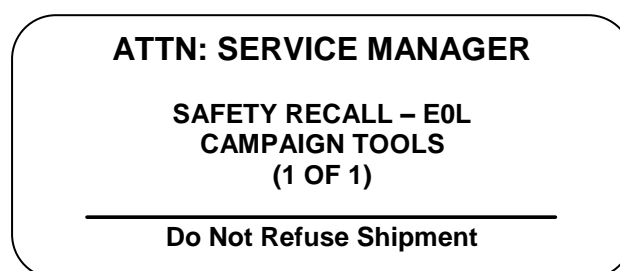 ATTN: SERVICE MANAGER
SAFETY RECALL – E0L
CAMPAIGN TOOLS
(1 OF 1)
Do Not Refuse Shipment